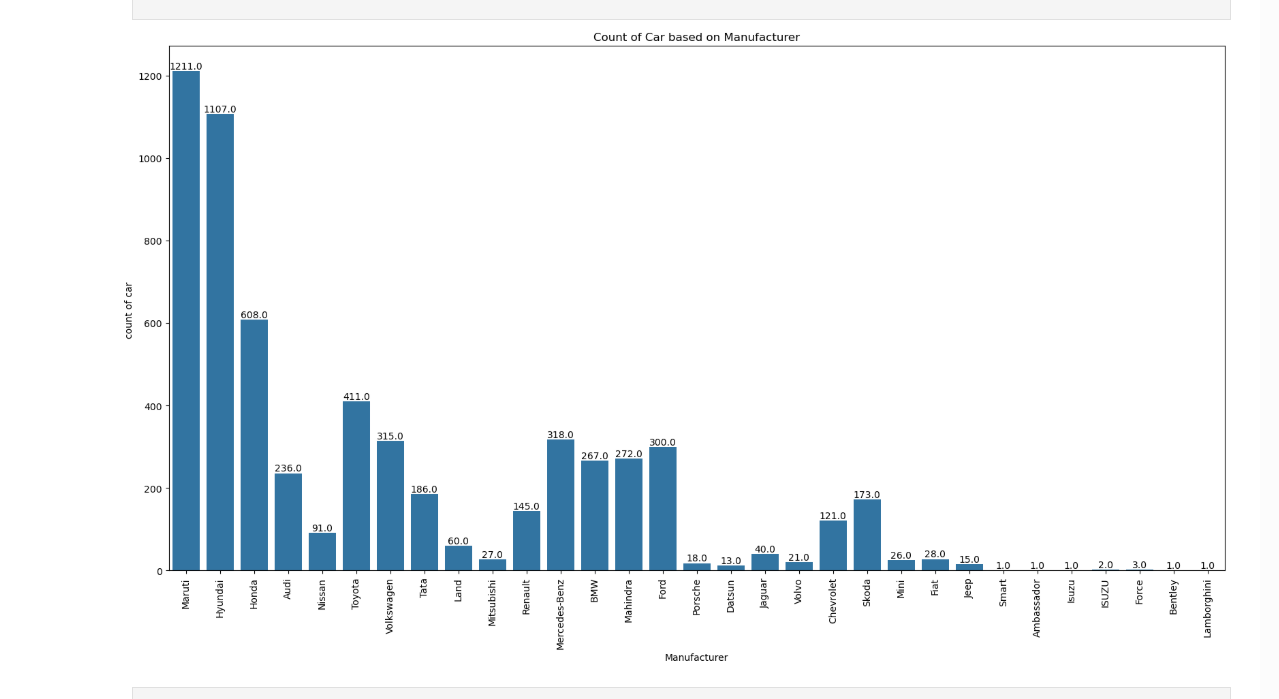 Count of Car based on Manufacturer
1200
1000
800
600
400
200
0
count of car
1211.0
1107.0
608.0
236.0
91.0
411.0
315.0
186.0
60.0
27.0
145.0
318.0
267.0
272.0
300.0
18.0
13.0
40.0
21.0
121.0
173.0
26.0
28.0
15.0
1.0
1.0
1.0
2.0
3.0
1.0
1.0
Maruti
Hyundai
Honda
Audi
Nissan
Toyota
Volkswagen
Tata
Land
Mitsubishi
Renault
Mercedes-Benz
BMW
Mahindra
Ford
Porsche
Datsun
Jaguar
Volvo
Chevrolet
Skoda
Mini
Fiat
Jeep
Smart
Ambassador
Isuzu
ISUZU
Force
Bentley
Lamborghini
Manufacturer